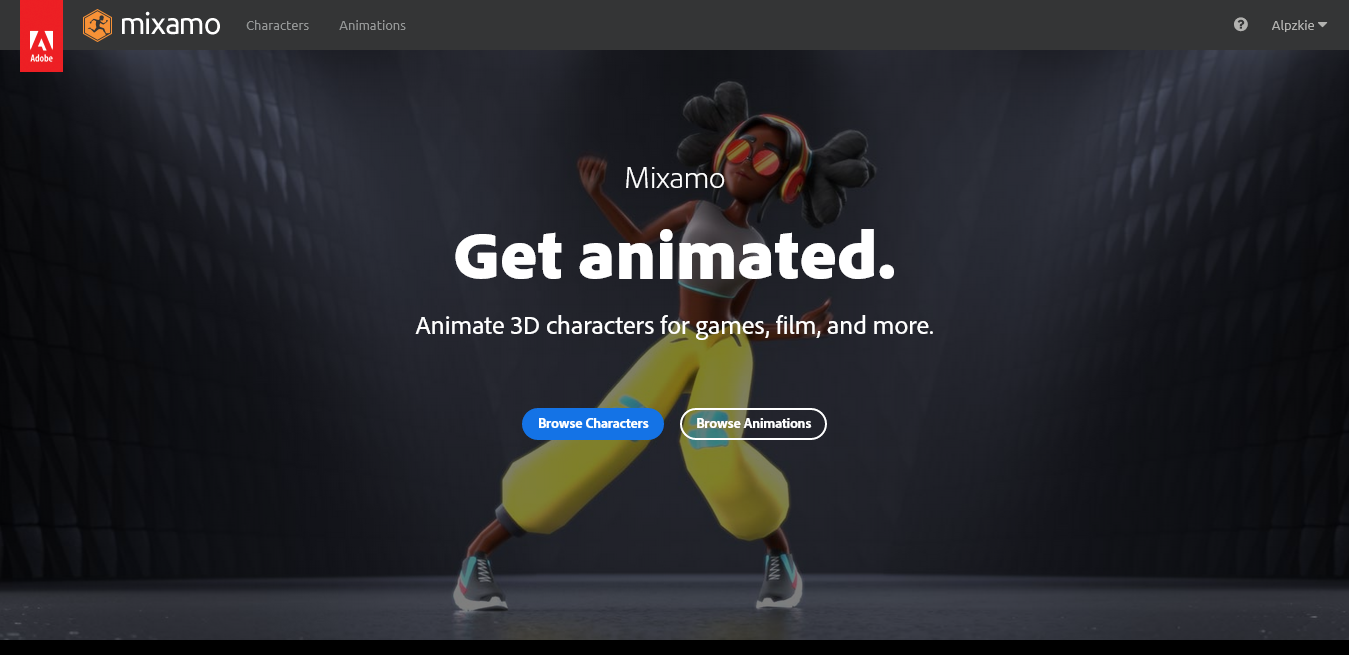 Adobe
mixamo
Characters
Animations
Alpzkie
Mixamo
Get animated.
Animate 3D characters for games, film, and more.
Browse Characters
Browse Animations